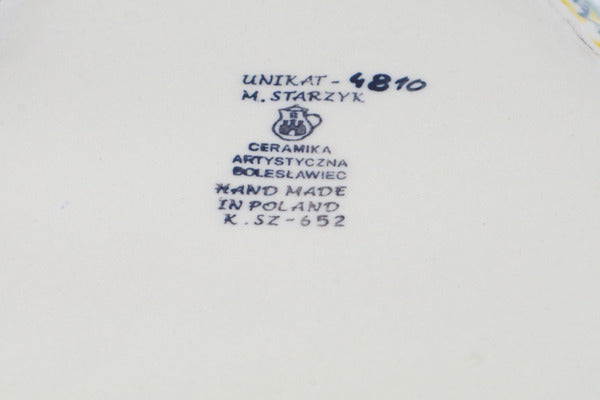 UNIKAT - 4810
M. STARZYK
CERAMIKA
ARTYSTYCZNA
BOLESŁAWIEC
HAND MADE
IN POLAND
K. SZ-652